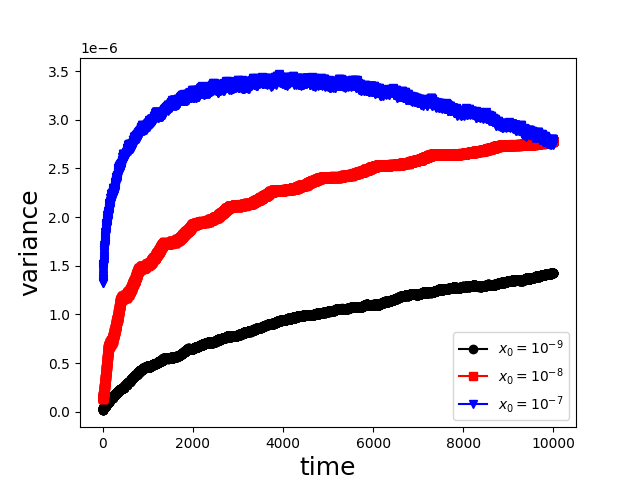 1e−6
3.5
3.0
2.5
2.0
1.5
1.0
0.5
0.0
variance
0 2000 4000 6000 8000 10000
time
x₀ = 10⁻⁹
x₀ = 10⁻⁸
x₀ = 10⁻⁷